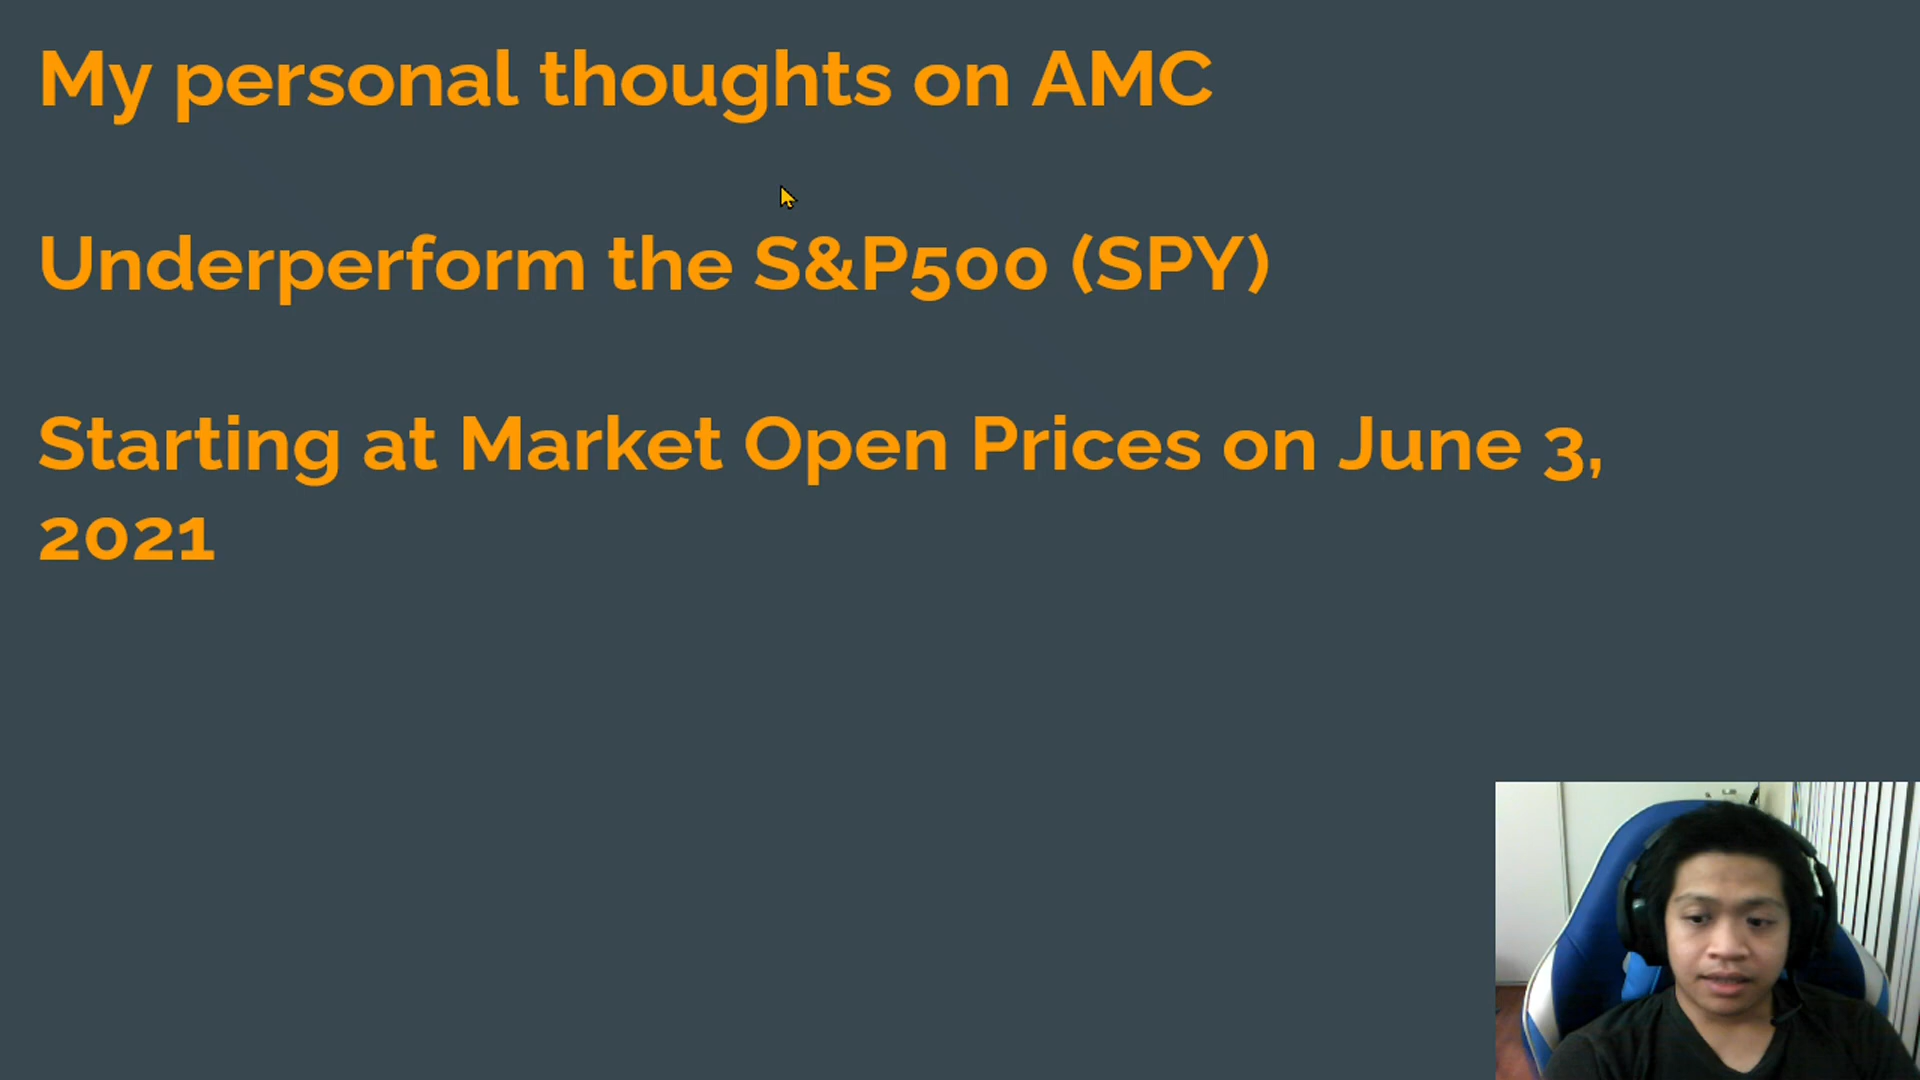 My personal thoughts on AMC
Underperform the S&P500 (SPY)
Starting at Market Open Prices on June 3,
2021